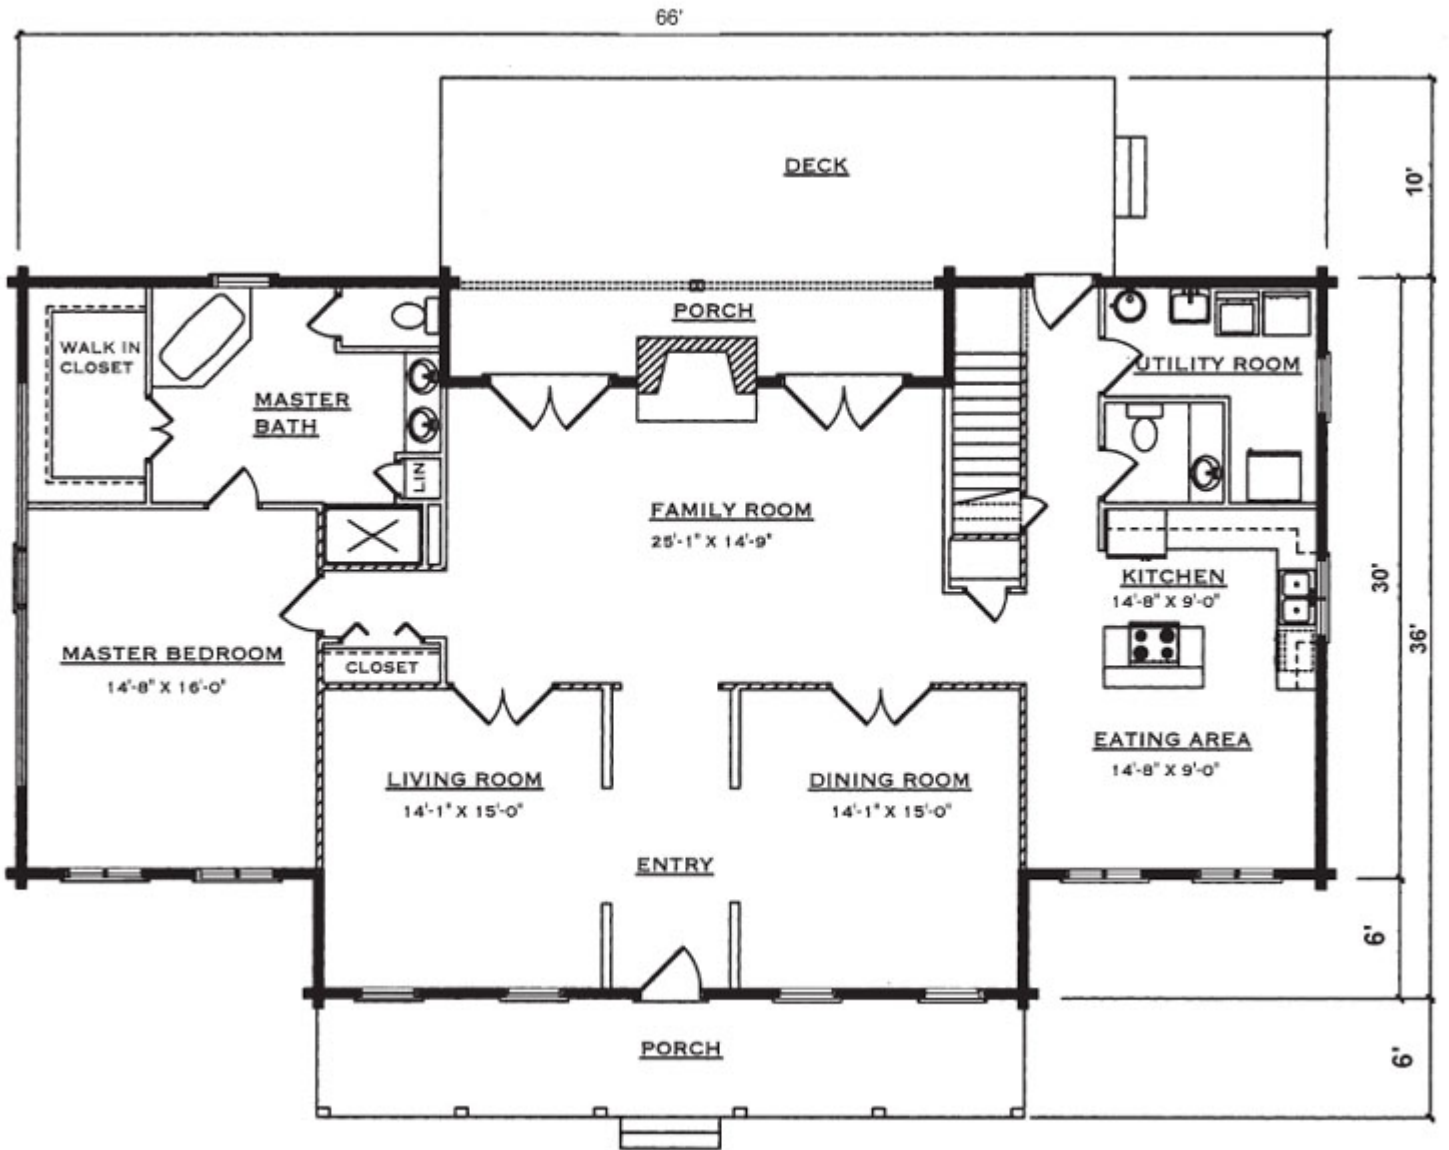 66'
DECK
10'
PORCH
WALK IN
CLOSET
MASTER
BATH
UTILITY ROOM
LIN
FAMILY ROOM
25'-1" X 14'-9"
KITCHEN
14'-8" X 9'-0"
30'
36'
MASTER BEDROOM
14'-8" X 16'-0"
CLOSET
EATING AREA
14'-8" X 9'-0"
LIVING ROOM
14'-1" X 15'-0"
DINING ROOM
14'-1" X 15'-0"
ENTRY
6'
PORCH
6'